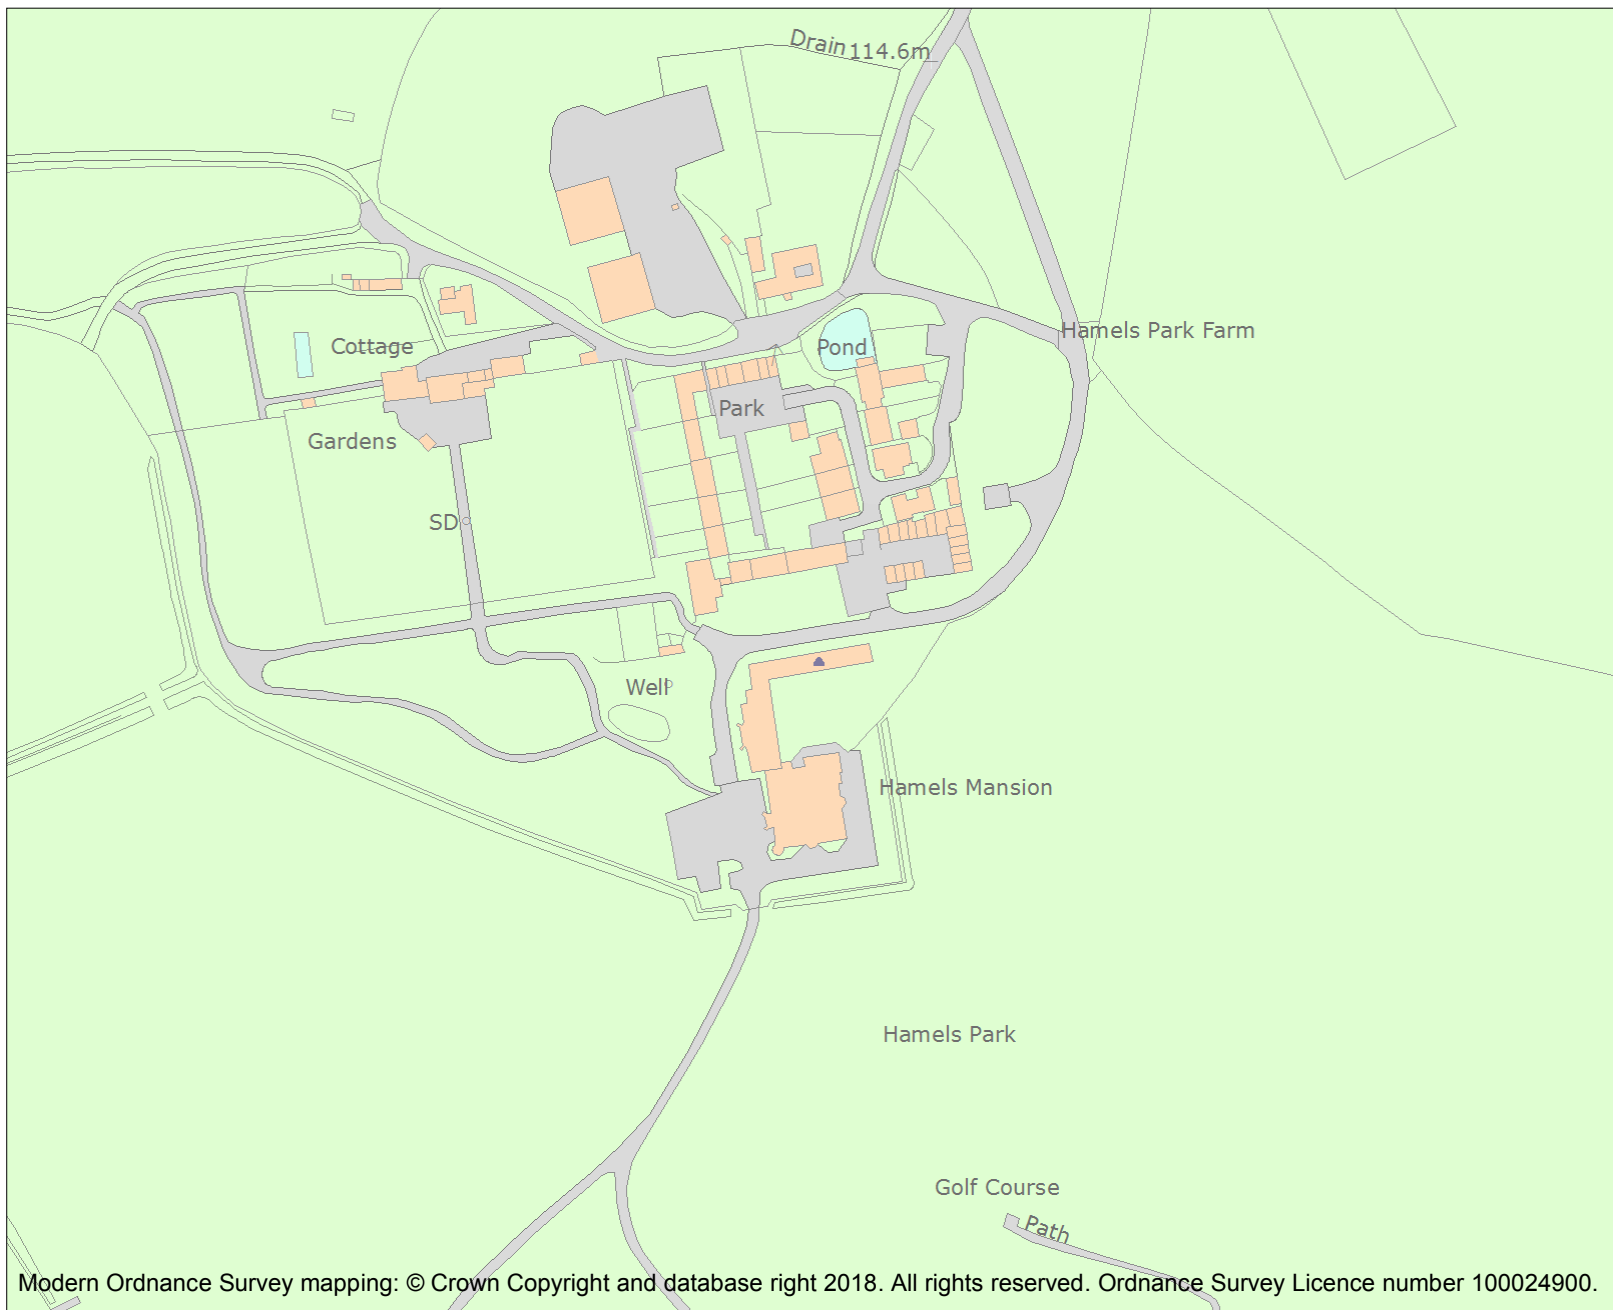 Drain 114.6m
Hamels Park Farm
Cottage
Pond
Park
Gardens
SD
Well
Hamels Mansion
Hamels Park
Golf Course
Path
Modern Ordnance Survey mapping: © Crown Copyright and database right 2018. All rights reserved. Ordnance Survey Licence number 100024900.